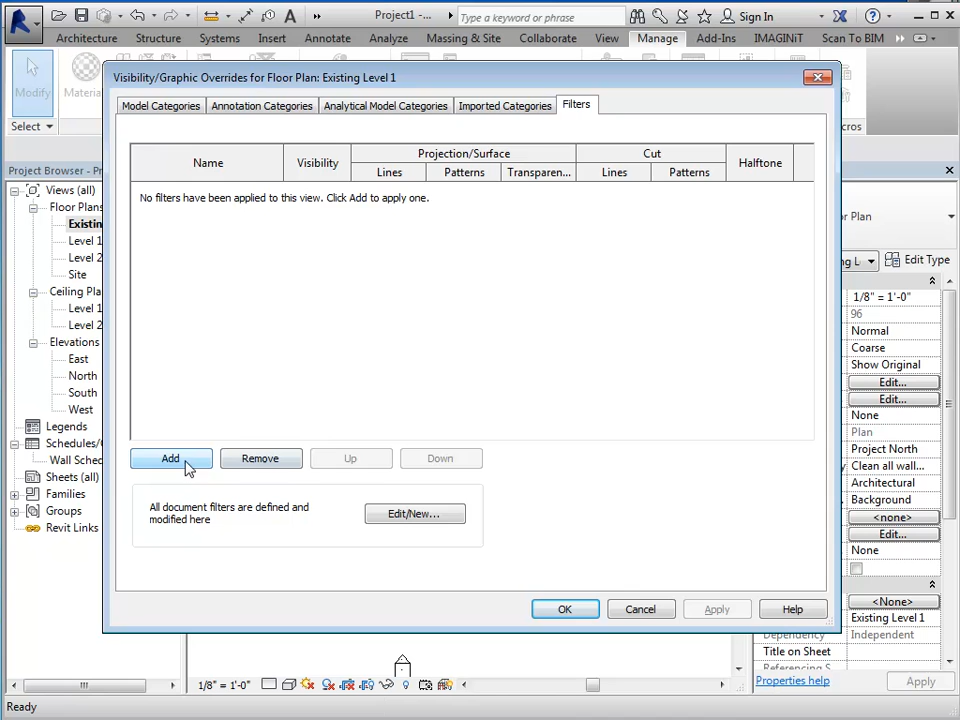 Project1 -...
Type a keyword or phrase
Sign In
Architecture
Structure
Systems
Insert
Annotate
Analyze
Massing & Site
Collaborate
View
Manage
Add-Ins
IMAGINiT
Scan To BIM
Modify
Materia
Select
acros
Visibility/Graphic Overrides for Floor Plan: Existing Level 1
Model Categories
Annotation Categories
Analytical Model Categories
Imported Categories
Filters
Name
Visibility
Projection/Surface
Cut
Halftone
Lines
Patterns
Transparen...
Lines
Patterns
No filters have been applied to this view. Click Add to apply one.
Add
Remove
Up
Down
All document filters are defined and
modified here
Edit/New...
OK
Cancel
Apply
Help
Project Browser -
Views (all)
Floor Plans
Existin
Level 1
Level 2
Site
Ceiling Pla
Level 1
Level 2
Elevations
East
North
South
West
Legends
Schedules/
Wall Sched
Sheets (all)
Families
Groups
Revit Links
or Plan
ng L
Edit Type
1/8" = 1'-0"
96
Normal
Coarse
Show Original
Edit...
Edit...
None
Plan
Project North
Clean all wall...
Architectural
Background
<none>
Edit...
None
<None>
Existing Level 1
Dependency
Independent
Title on Sheet
Referencing S
Properties help
Apply
1/8" = 1'-0"
Ready